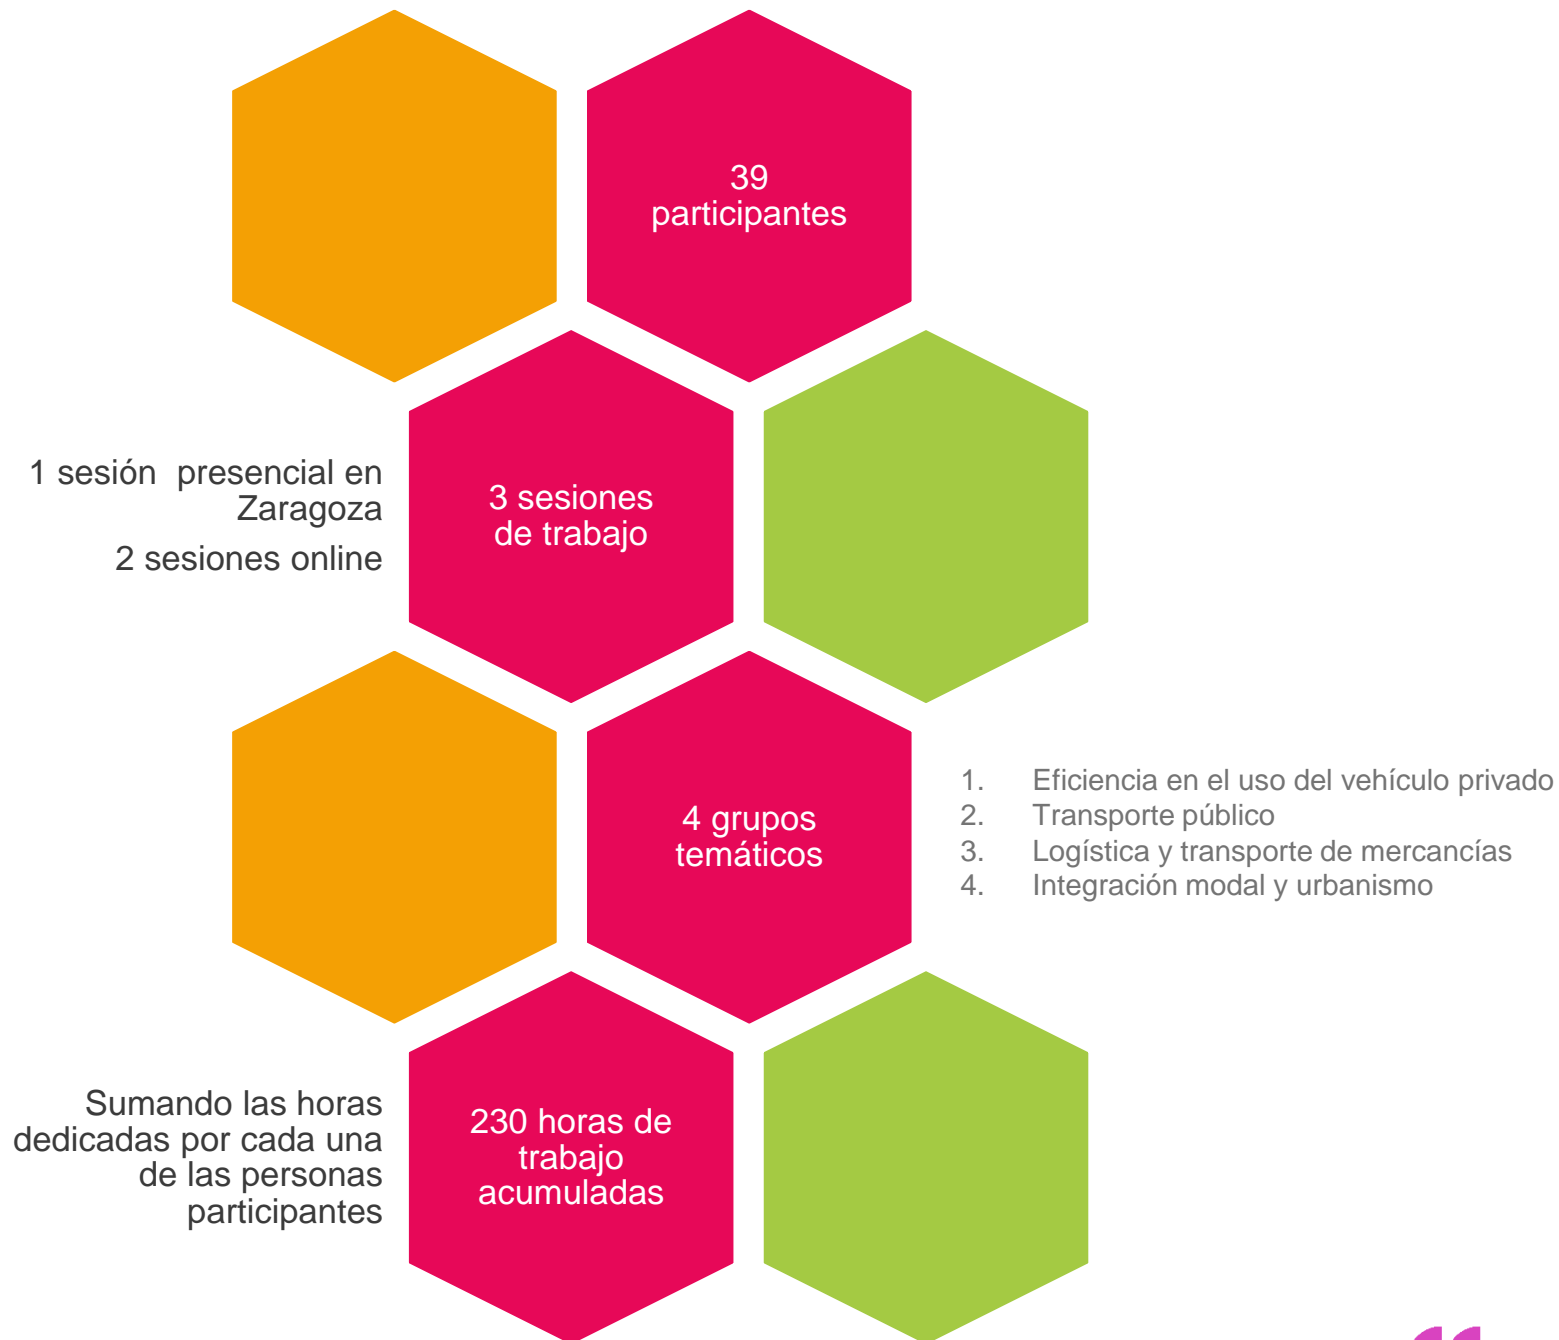 39
participantes
1 sesión  presencial en
Zaragoza
2 sesiones online
3 sesiones
de trabajo
4 grupos
temáticos
1. Eficiencia en el uso del vehículo privado
2. Transporte público
3. Logística y transporte de mercancías
4. Integración modal y urbanismo
Sumando las horas
dedicadas por cada una
de las personas
participantes
230 horas de
trabajo
acumuladas